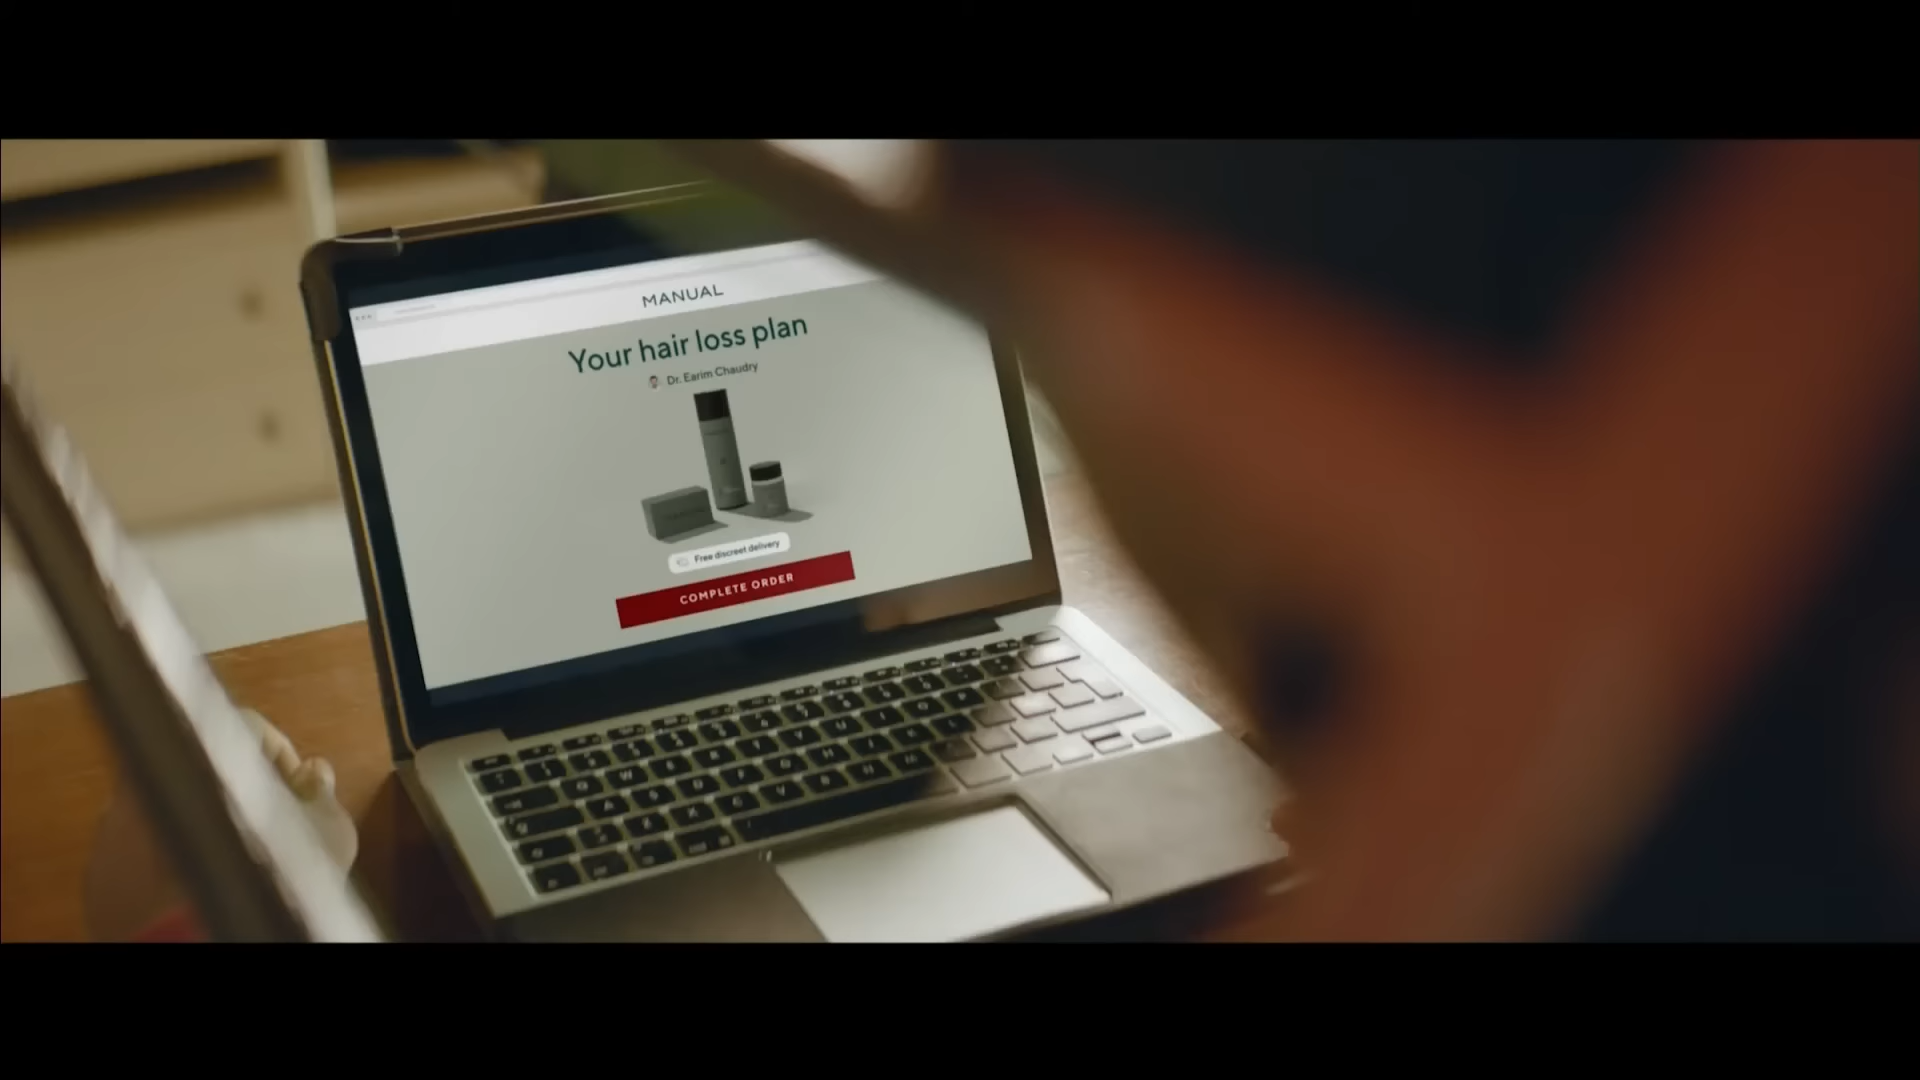 MANUAL
Your hair loss plan
Dr. Earim Chaudry
Free discreet delivery
COMPLETE ORDER